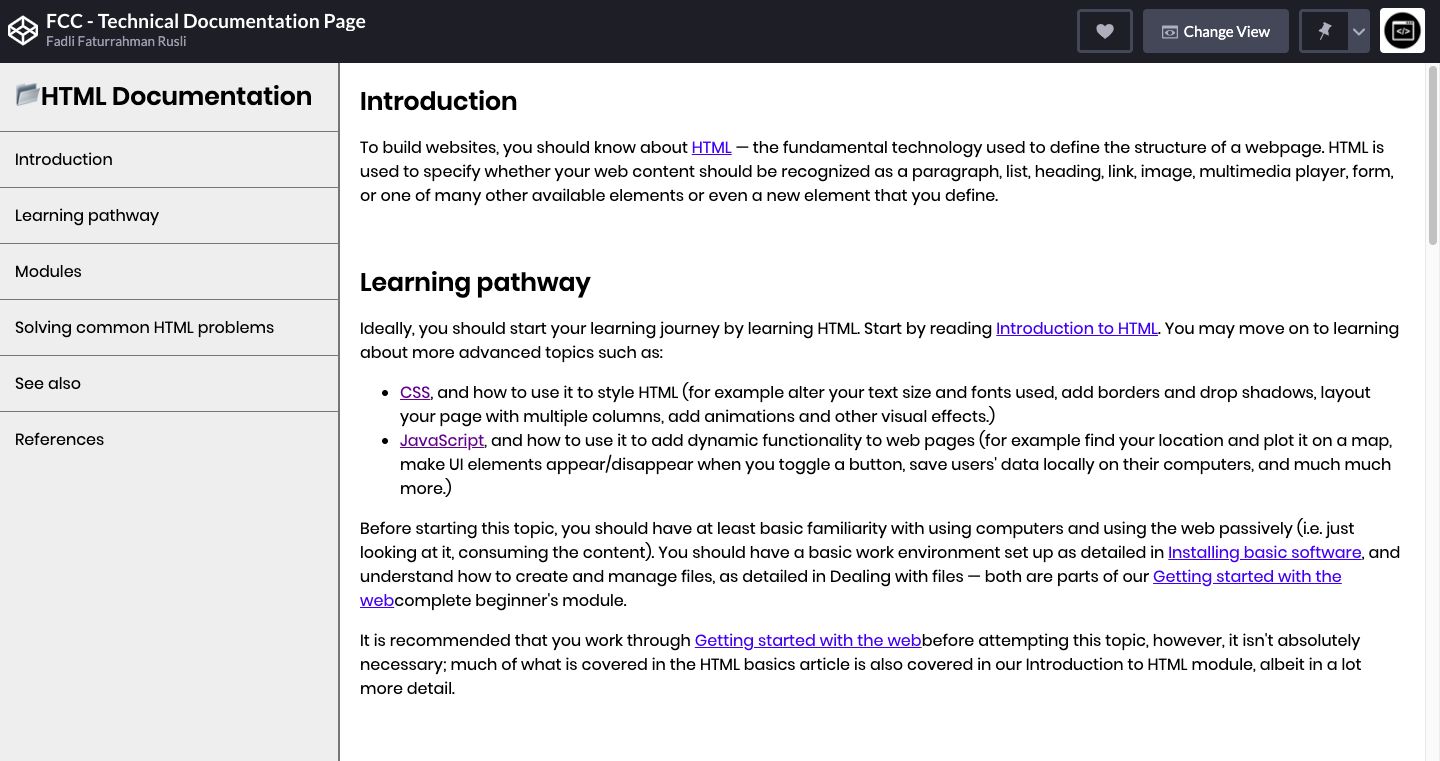 FCC - Technical Documentation Page
Fadli Faturrahman Rusli
Change View
</>
📁HTML Documentation
Introduction
Learning pathway
Modules
Solving common HTML problems
See also
References
Introduction
To build websites, you should know about HTML — the fundamental technology used to define the structure of a webpage. HTML is
used to specify whether your web content should be recognized as a paragraph, list, heading, link, image, multimedia player, form,
or one of many other available elements or even a new element that you define.
Learning pathway
Ideally, you should start your learning journey by learning HTML. Start by reading Introduction to HTML. You may move on to learning
about more advanced topics such as:
• CSS, and how to use it to style HTML (for example alter your text size and fonts used, add borders and drop shadows, layout
your page with multiple columns, add animations and other visual effects.)
• JavaScript, and how to use it to add dynamic functionality to web pages (for example find your location and plot it on a map,
make UI elements appear/disappear when you toggle a button, save users' data locally on their computers, and much much
more.)
Before starting this topic, you should have at least basic familiarity with using computers and using the web passively (i.e. just
looking at it, consuming the content). You should have a basic work environment set up as detailed in Installing basic software, and
understand how to create and manage files, as detailed in Dealing with files — both are parts of our Getting started with the
webcomplete beginner's module.
It is recommended that you work through Getting started with the webbefore attempting this topic, however, it isn't absolutely
necessary; much of what is covered in the HTML basics article is also covered in our Introduction to HTML module, albeit in a lot
more detail.